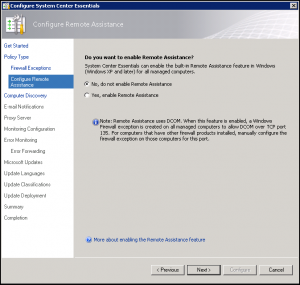 Configure System Center Essentials
Configure Remote Assistance
Get Started
Policy Type
Firewall Exceptions
Configure Remote
Assistance
Computer Discovery
E-mail Notifications
Proxy Server
Monitoring Configuration
Error Monitoring
Error Forwarding
Microsoft Updates
Update Languages
Update Classifications
Update Deployment
Summary
Completion
Do you want to enable Remote Assistance?
System Center Essentials can enable the built-in Remote Assistance feature in Windows
(Windows XP and later) for all managed computers.
No, do not enable Remote Assistance
Yes, enable Remote Assistance
Note: Remote Assistance uses DCOM. When this feature is enabled, a Windows
Firewall exception is created on all managed computers to allow DCOM over TCP port
135. For computers that have other firewall products installed, manually configure the
firewall exception on those computers for this port.
More about enabling the Remote Assistance feature
< Previous
Next >
Configure
Cancel